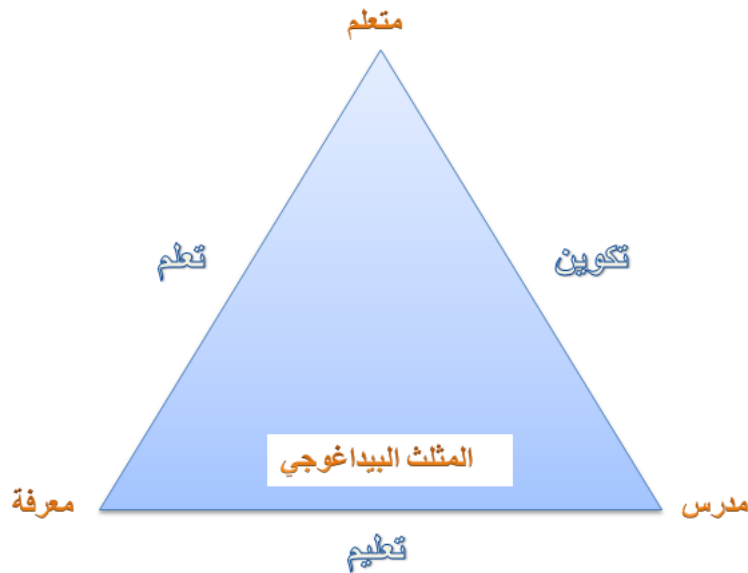 متعلم
تكوين
تعلم
المثلث البيداغوجي
مدرس
معرفة
تعليم